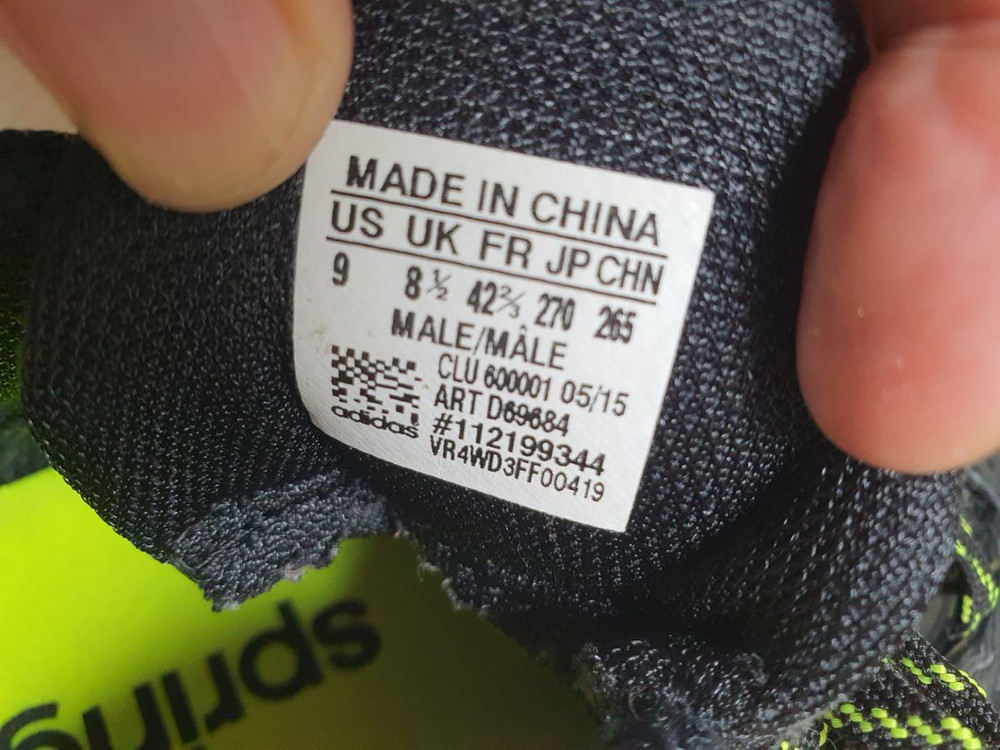 MADE IN CHINA
US UK FR JP CHN
9 8½ 42⅔ 270 265
MALE/MÂLE
CLU 600001 05/15
ART D69684
#112199344
VR4WD3FF00419
adidas
spring